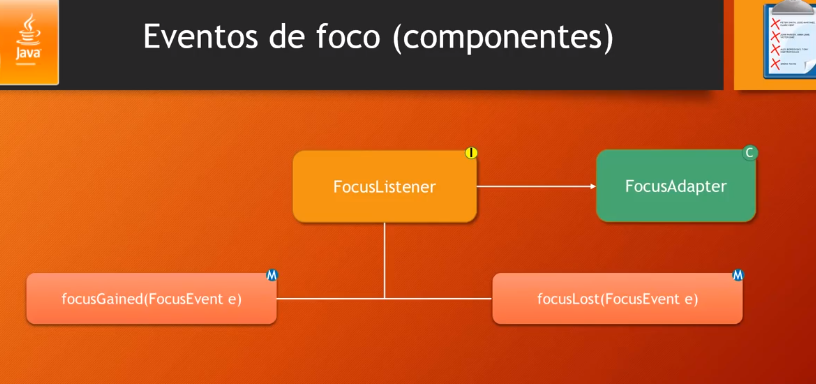 Eventos de foco (componentes)
Java
I
C
FocusListener
FocusAdapter
M
M
focusGained(FocusEvent e)
focusLost(FocusEvent e)